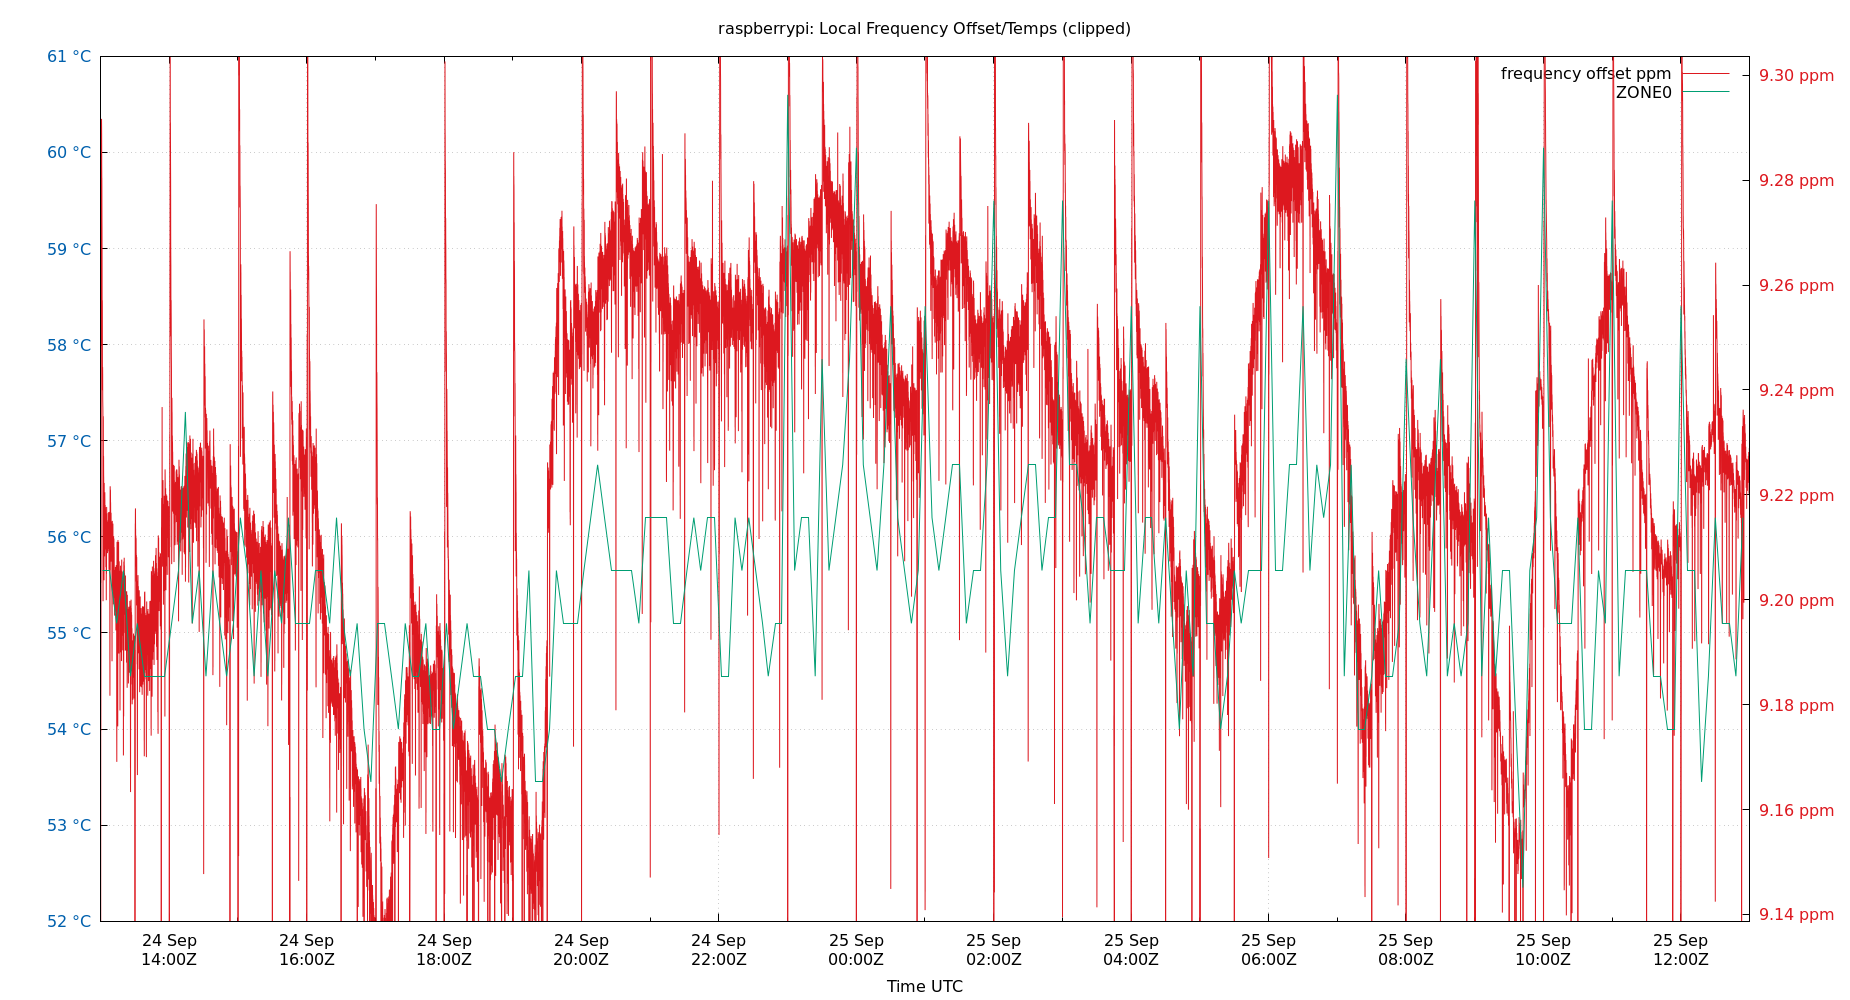 raspberrypi: Local Frequency Offset/Temps (clipped)
frequency offset ppm
ZONE0
61 °C
60 °C
59 °C
58 °C
57 °C
56 °C
55 °C
54 °C
53 °C
52 °C
9.30 ppm
9.28 ppm
9.26 ppm
9.24 ppm
9.22 ppm
9.20 ppm
9.18 ppm
9.16 ppm
9.14 ppm
24 Sep
14:00Z
24 Sep
16:00Z
24 Sep
18:00Z
24 Sep
20:00Z
24 Sep
22:00Z
25 Sep
00:00Z
25 Sep
02:00Z
25 Sep
04:00Z
25 Sep
06:00Z
25 Sep
08:00Z
25 Sep
10:00Z
25 Sep
12:00Z
Time UTC